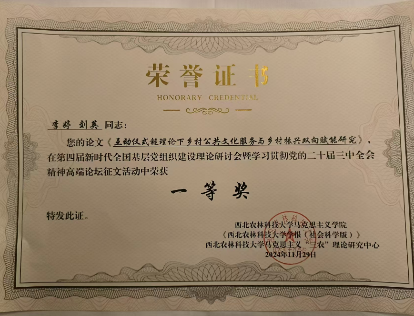 荣誉证书
HONORARY CREDENTIAL
李婷 刘英 同志：
您的论文《互动仪式链理论下乡村公共文化服务与乡村振兴双向赋能研究》，
在第四届新时代全国基层党组织建设理论研讨会暨学习贯彻党的二十届三中全会
精神高端论坛征文活动中荣获
一等奖
特发此证。
西北农林科技大学马克思主义学院
《西北农林科技大学学报（社会科学版）》
西北农林科技大学马克思主义“三农”理论研究中心
2024年11月29日